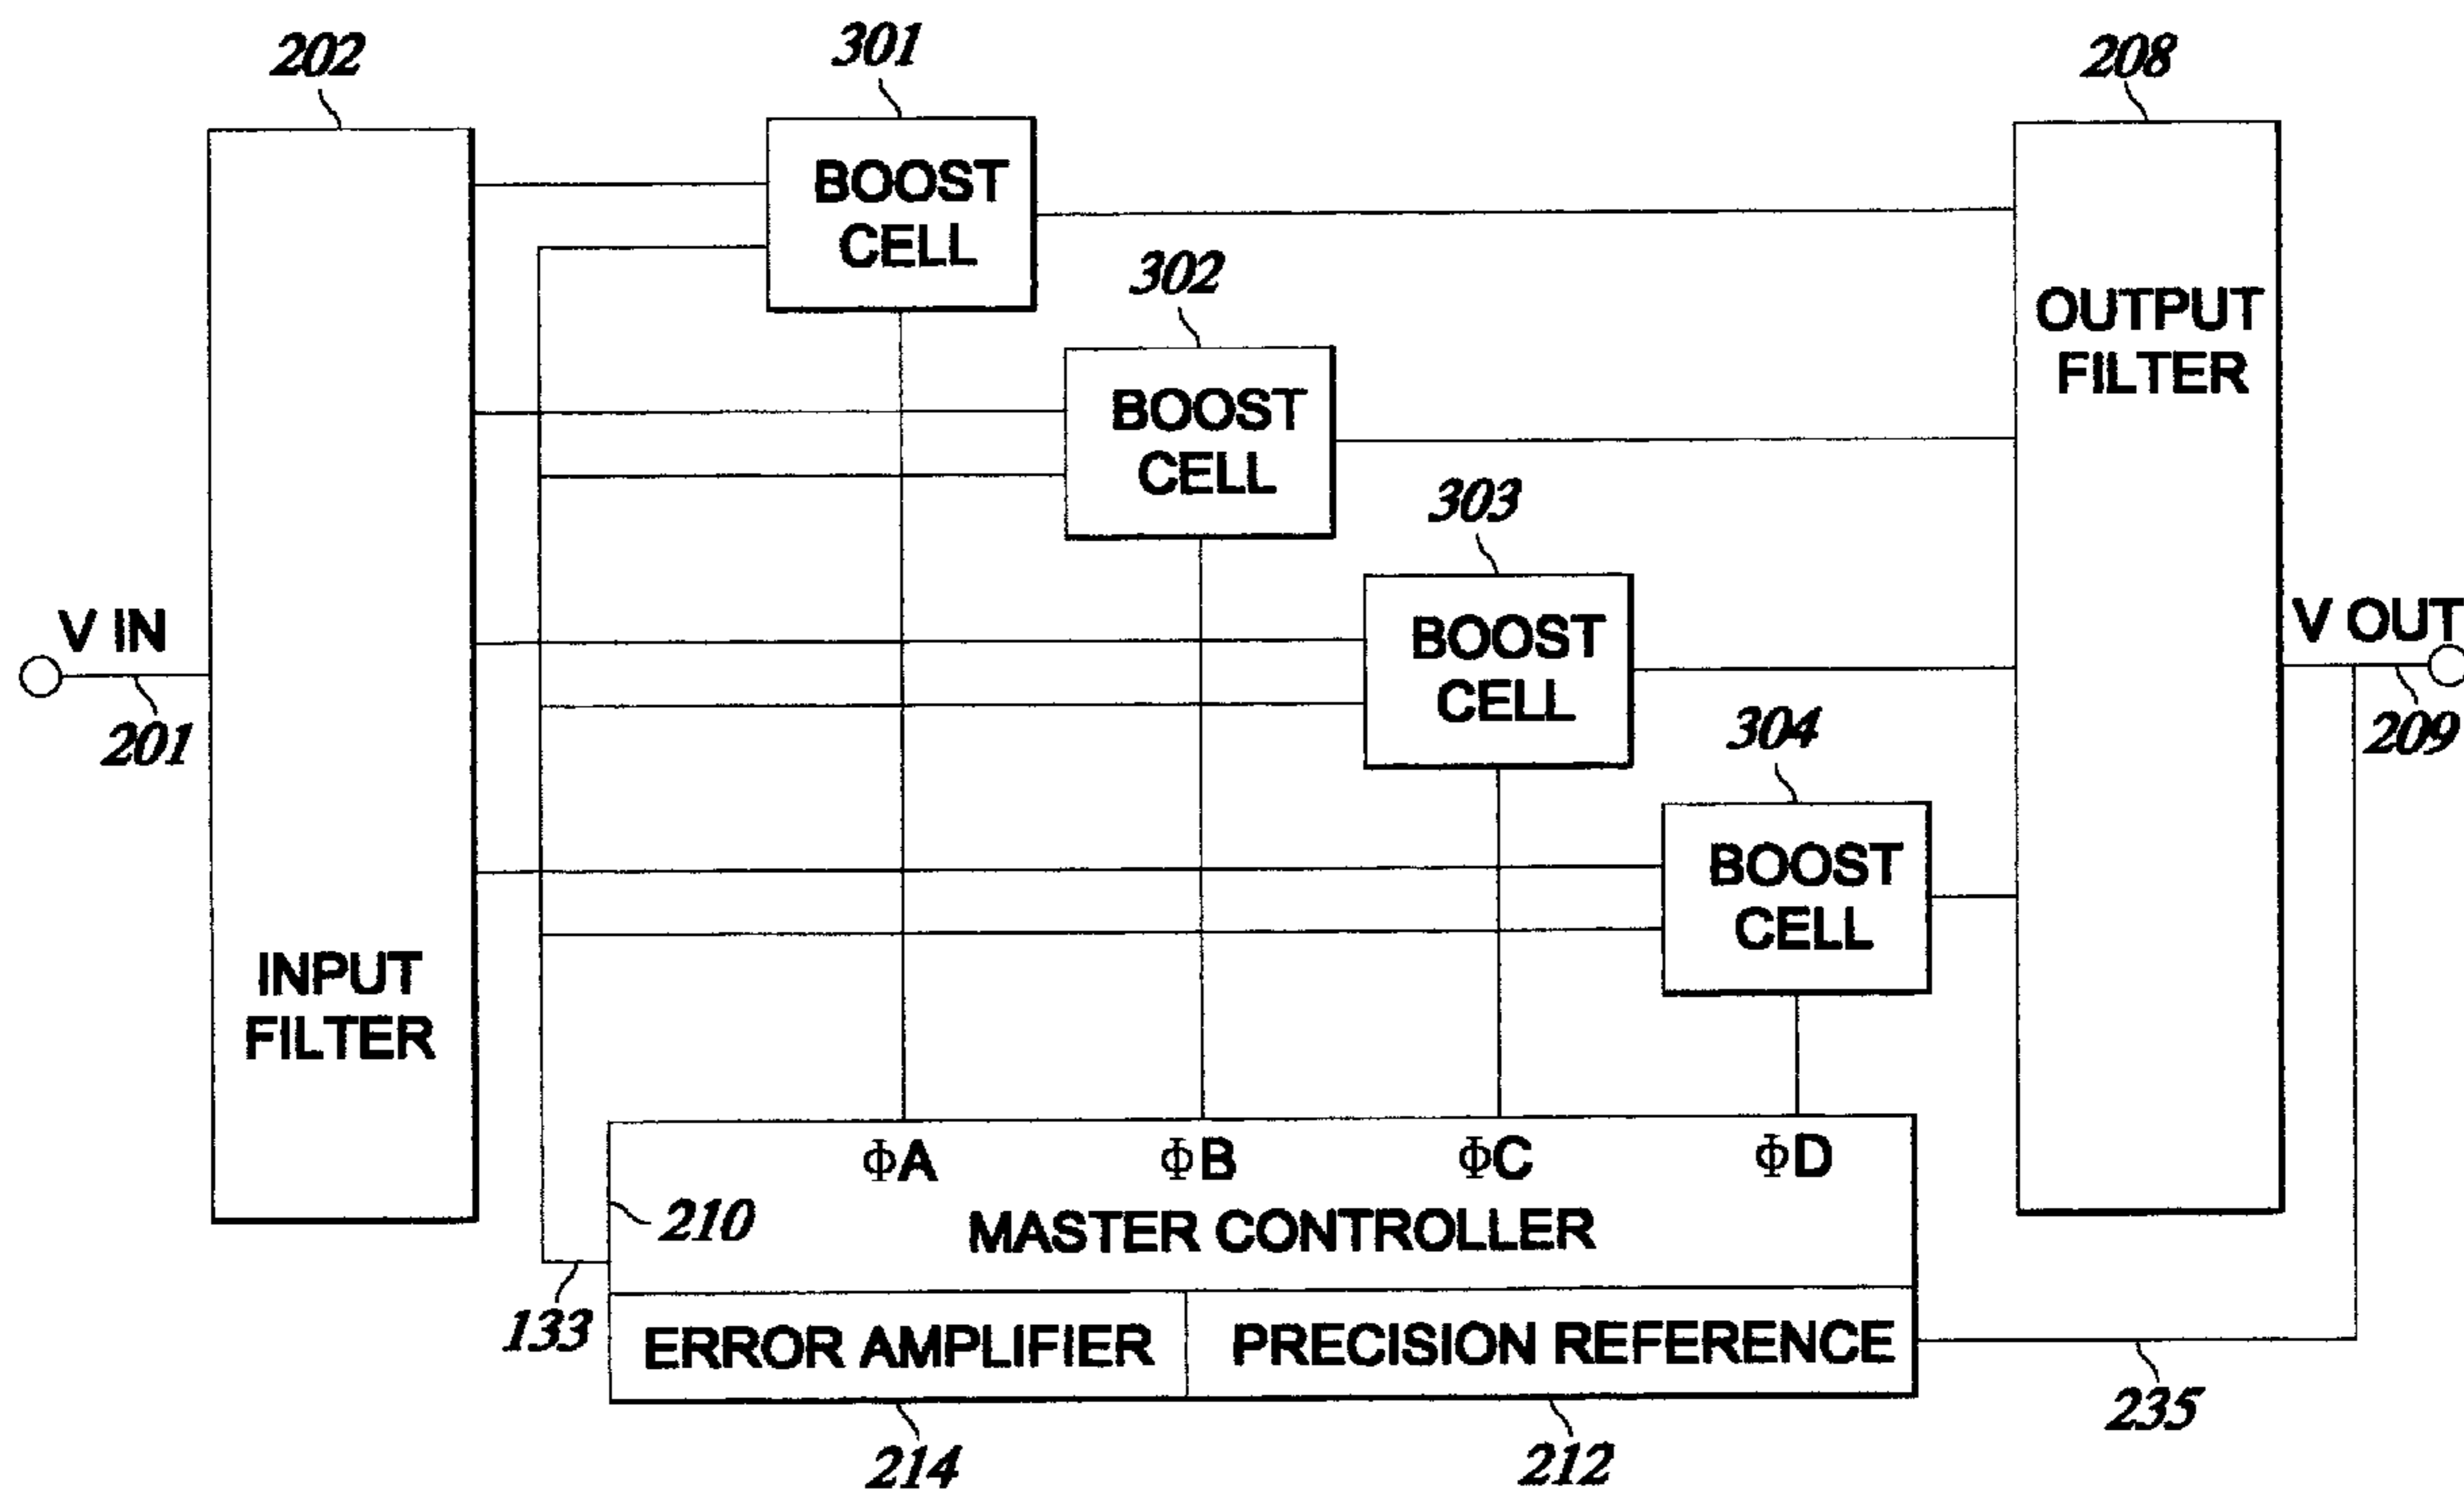 202
301
208
BOOST
CELL
302
OUTPUT
FILTER
BOOST
CELL
303
V IN
BOOST
CELL
V OUT
201
304
209
BOOST
CELL
INPUT
FILTER
ΦA ΦB ΦC ΦD
210
MASTER CONTROLLER
133
ERROR AMPLIFIER
PRECISION REFERENCE
235
214
212